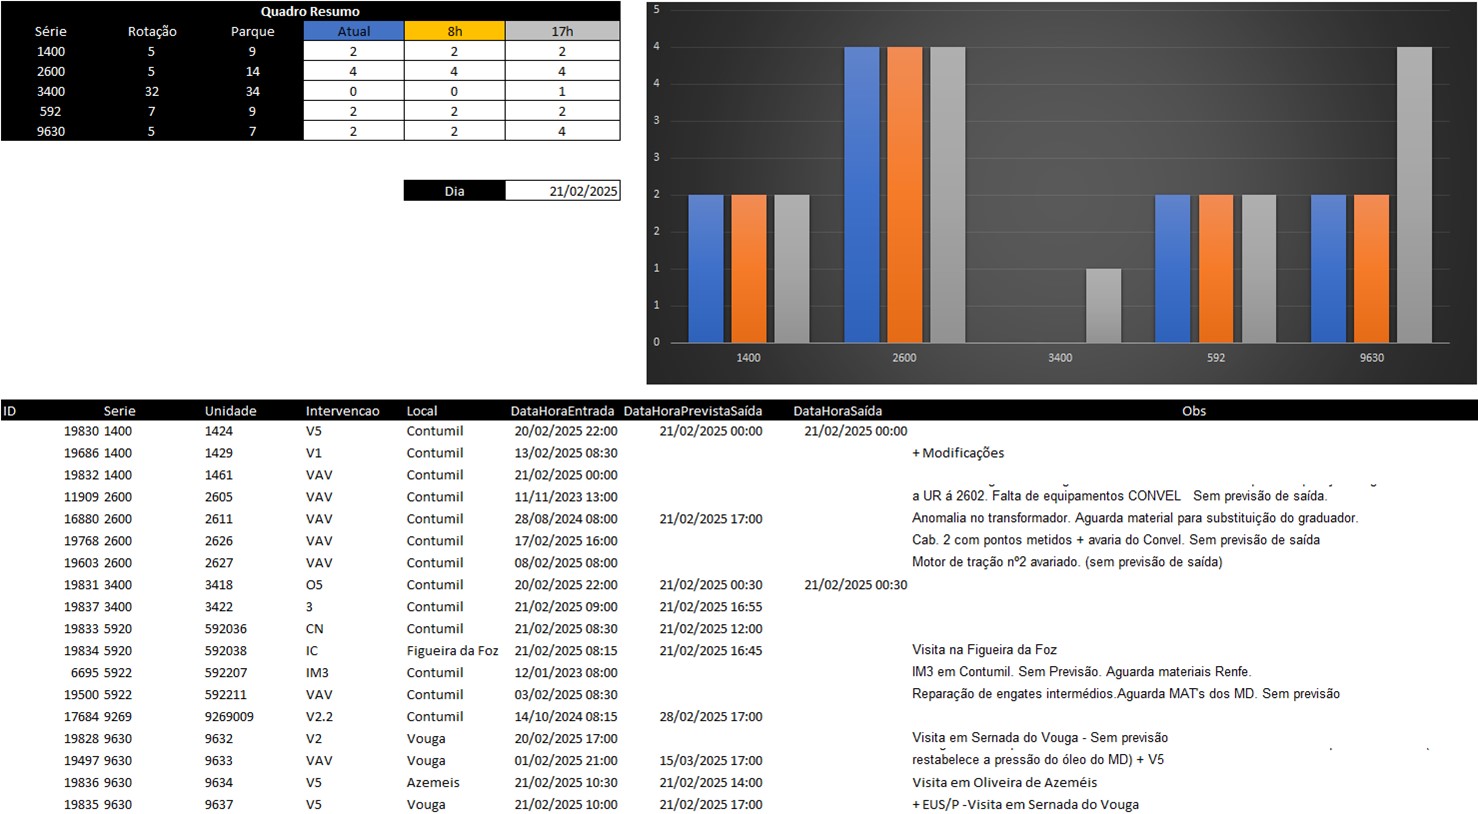 Quadro Resumo
Série Rotação Parque Atual 8h 17h
1400 5 9 2 2 2
2600 5 14 4 4 4
3400 32 34 0 0 1
592 7 9 2 2 2
9630 5 7 2 2 4
Dia 21/02/2025
5
4
4
3
3
2
2
1
1
0
1400 2600 3400 592 9630
ID Serie Unidade Intervencao Local DataHoraEntrada DataHoraPrevistaSaída DataHoraSaída Obs
19830 1400 1424 V5 Contumil 20/02/2025 22:00 21/02/2025 00:00 21/02/2025 00:00
19686 1400 1429 V1 Contumil 13/02/2025 08:30 + Modificações
19832 1400 1461 VAV Contumil 21/02/2025 00:00
11909 2600 2605 VAV Contumil 11/11/2023 13:00 a UR á 2602. Falta de equipamentos CONVEL Sem previsão de saída.
16880 2600 2611 VAV Contumil 28/08/2024 08:00 21/02/2025 17:00 Anomalia no transformador. Aguarda material para substituição do graduador.
19768 2600 2626 VAV Contumil 17/02/2025 16:00 Cab. 2 com pontos metidos + avaria do Convel. Sem previsão de saída
19603 2600 2627 VAV Contumil 08/02/2025 08:00 Motor de tração nº2 avariado. (sem previsão de saída)
19831 3400 3418 O5 Contumil 20/02/2025 22:00 21/02/2025 00:30 21/02/2025 00:30
19837 3400 3422 3 Contumil 21/02/2025 09:00 21/02/2025 16:55
19833 5920 592036 CN Contumil 21/02/2025 08:30 21/02/2025 12:00
19834 5920 592038 IC Figueira da Foz 21/02/2025 08:15 21/02/2025 16:45 Visita na Figueira da Foz
6695 5922 592207 IM3 Contumil 12/01/2023 08:00 IM3 em Contumil. Sem Previsão. Aguarda materiais Renfe.
19500 5922 592211 VAV Contumil 03/02/2025 08:30 Reparação de engates intermédios.Aguarda MAT's dos MD. Sem previsão
17684 9269 9269009 V2.2 Contumil 14/10/2024 08:15 28/02/2025 17:00
19828 9630 9632 V2 Vouga 20/02/2025 17:00 Visita em Sernada do Vouga - Sem previsão
19497 9630 9633 VAV Vouga 01/02/2025 21:00 15/03/2025 17:00 restabelece a pressão do óleo do MD) + V5
19836 9630 9634 V5 Azemeis 21/02/2025 10:30 21/02/2025 14:00 Visita em Oliveira de Azeméis
19835 9630 9637 V5 Vouga 21/02/2025 10:00 21/02/2025 17:00 + EUS/P -Visita em Sernada do Vouga